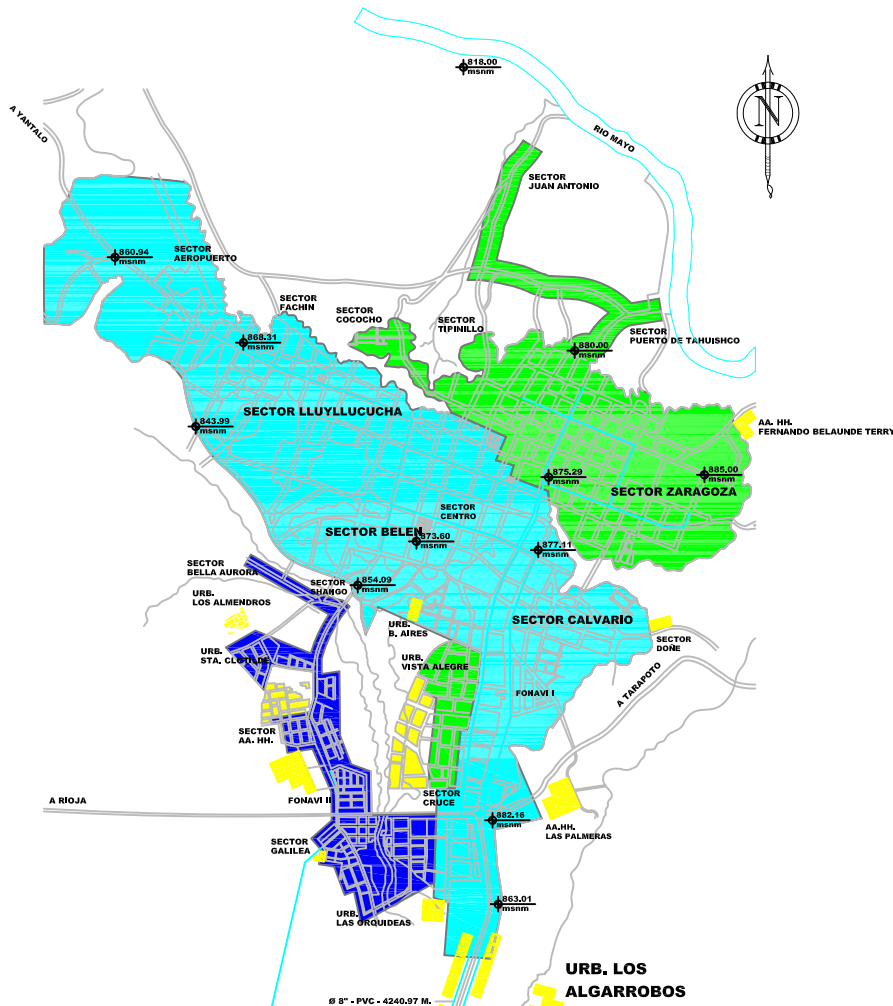 818.00
msnm
N
A YANTALO
RIO MAYO
SECTOR
JUAN ANTONIO
860.94
msnm
SECTOR
AEROPUERTO
SECTOR
FACHIN
SECTOR
COCOCHO
SECTOR
TIPINILLO
SECTOR
PUERTO DE TAHUISHCO
868.31
msnm
880.00
msnm
SECTOR LLUYLLUCUCHA
843.99
msnm
AA. HH.
FERNANDO BELAUNDE TERRY
875.29
msnm
885.00
msnm
SECTOR ZARAGOZA
SECTOR
CENTRO
SECTOR BELEN
873.60
msnm
877.11
msnm
SECTOR
BELLA AURORA
SECTOR
SHANGO
854.09
msnm
URB.
LOS ALMENDROS
URB.
B. AIRES
SECTOR CALVARIO
SECTOR
DOÑE
URB.
STA. CLOTILDE
URB.
VISTA ALEGRE
FONAVI I
A TARAPOTO
SECTOR
AA. HH.
A RIOJA
FONAVI II
SECTOR
CRUCE
882.16
msnm
AA.HH.
LAS PALMERAS
SECTOR
GALILEA
URB.
LAS ORQUIDEAS
863.01
msnm
URB. LOS
ALGARROBOS
Ø 8" - PVC - 4240.97 M.